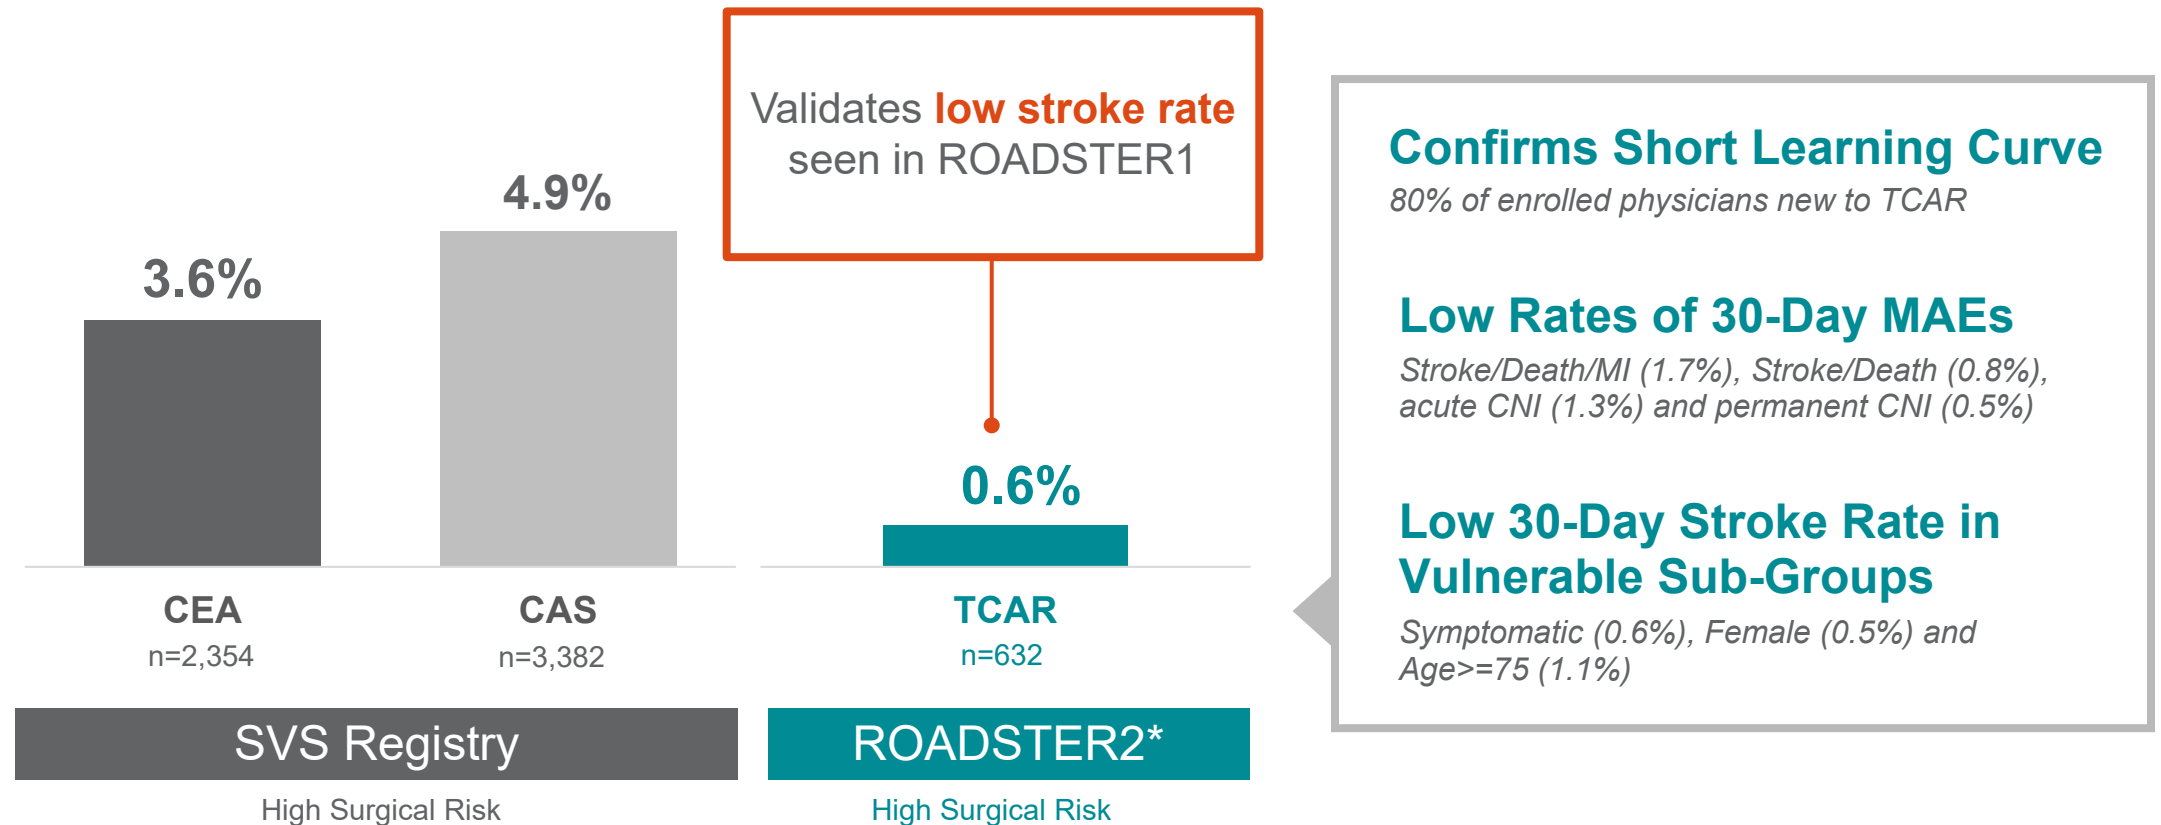 Validates low stroke rate
seen in ROADSTER1
3.6%
4.9%
0.6%
CEA
n=2,354
CAS
n=3,382
TCAR
n=632
SVS Registry
High Surgical Risk
ROADSTER2*
High Surgical Risk
Confirms Short Learning Curve
80% of enrolled physicians new to TCAR
Low Rates of 30-Day MAEs
Stroke/Death/MI (1.7%), Stroke/Death (0.8%),
acute CNI (1.3%) and permanent CNI (0.5%)
Low 30-Day Stroke Rate in
Vulnerable Sub-Groups
Symptomatic (0.6%), Female (0.5%) and
Age>=75 (1.1%)